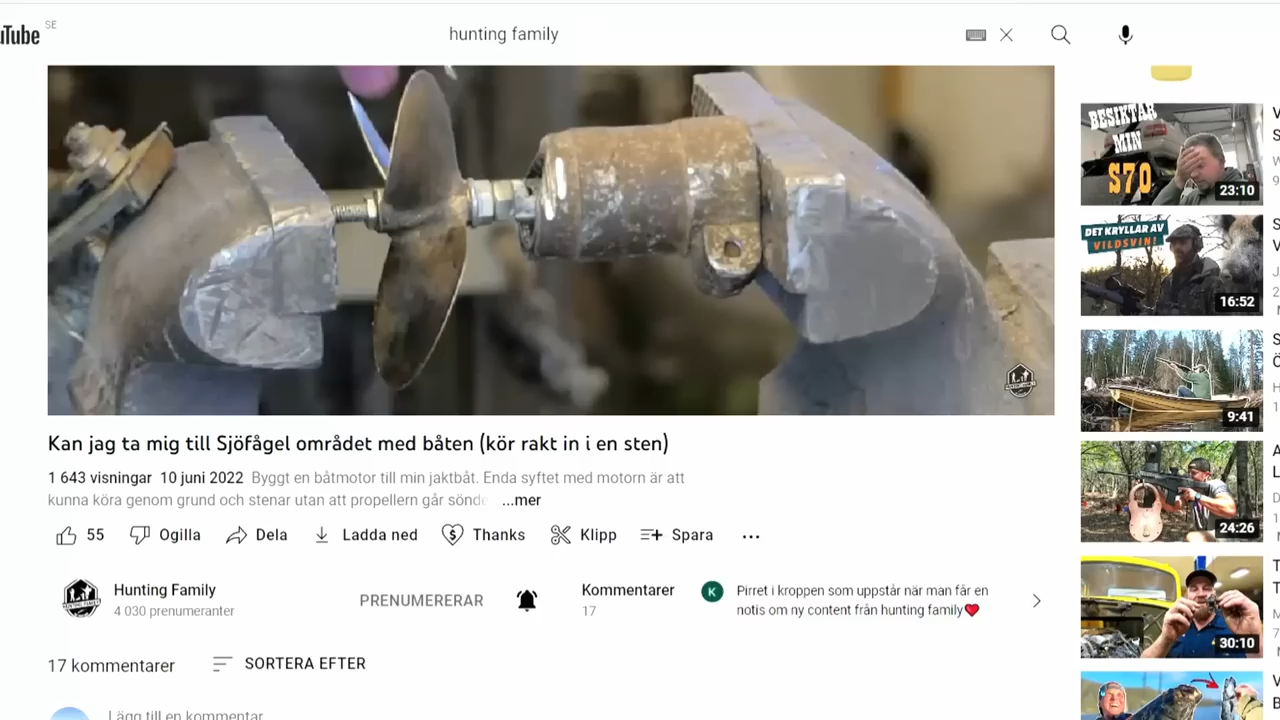 uTube SE
hunting family
BESIKTAR
MIN
S70
23:10
DET KRYLLAR AV
VILDSVIN!
16:52
9:41
24:26
30:10
HUNTING FAMILY
Kan jag ta mig till Sjöfågel området med båten (kör rakt in i en sten)
1 643 visningar 10 juni 2022 Byggt en båtmotor till min jaktbåt. Enda syftet med motorn är att
kunna köra genom grund och stenar utan att propellern går sönde ...mer
55 Ogilla Dela Ladda ned Thanks Klipp Spara
Hunting Family
4 030 prenumeranter
PRENUMERERAR
Kommentarer
17
K
Pirret i kroppen som uppstår när man får en
notis om ny content från hunting family❤️
17 kommentarer SORTERA EFTER
Lägg till en kommentar